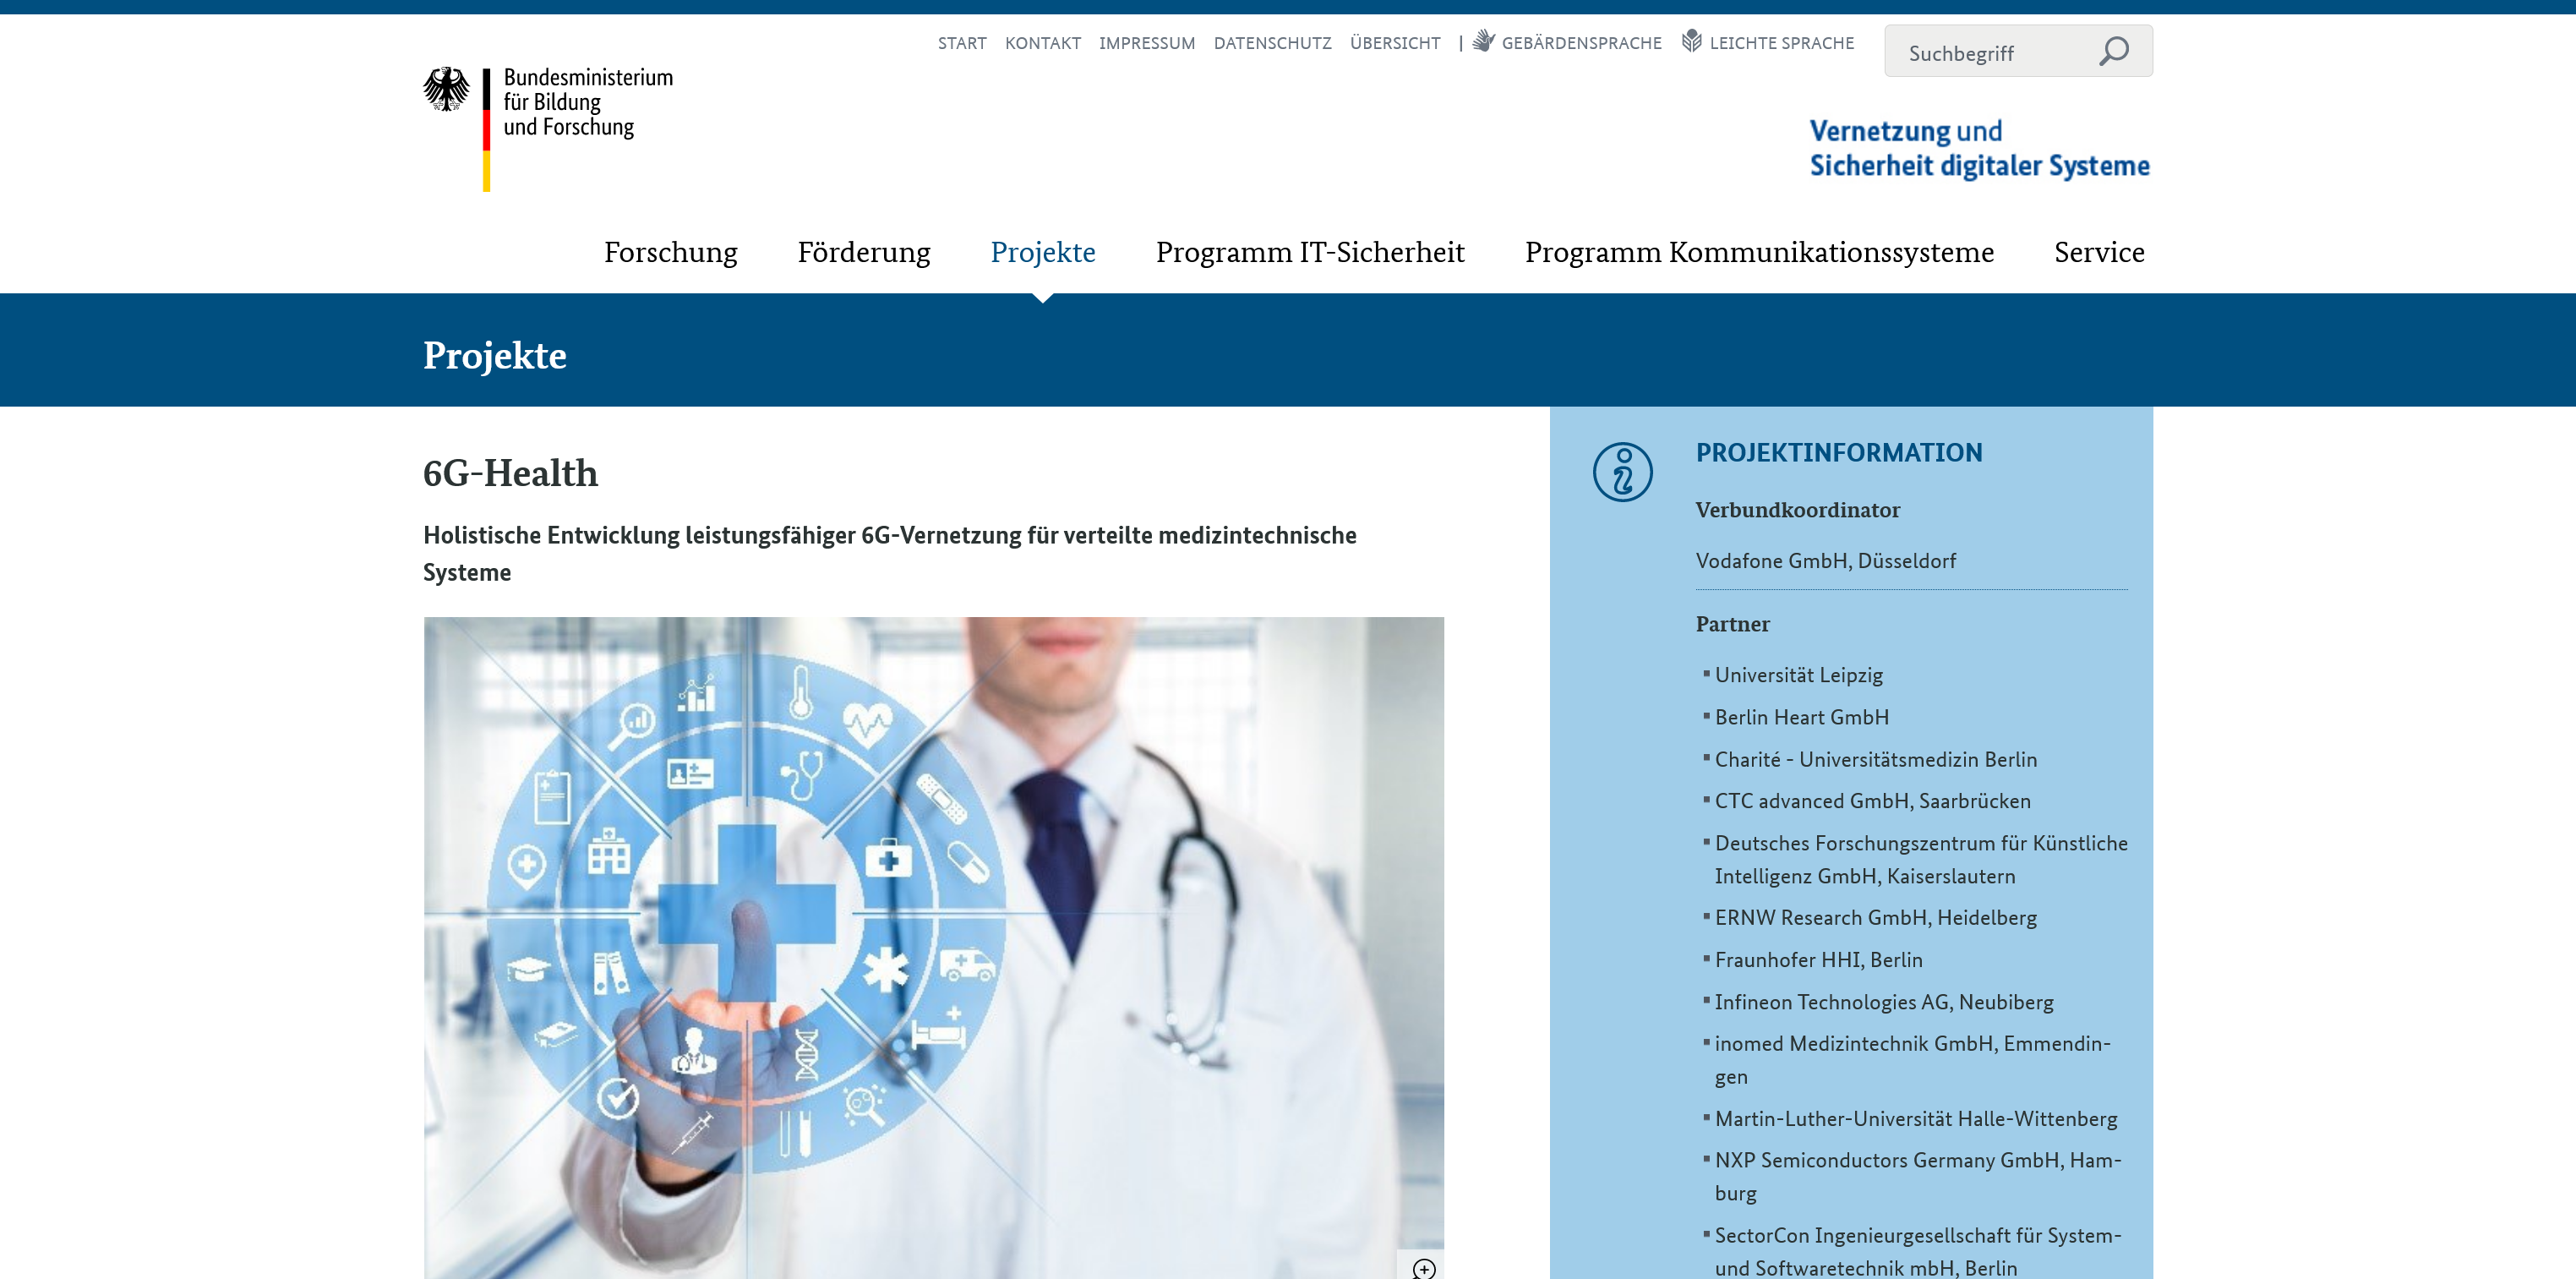 START KONTAKT IMPRESSUM DATENSCHUTZ ÜBERSICHT | GEBÄRDENSPRACHE LEICHTE SPRACHE
Suchbegriff
Bundesministerium
für Bildung
und Forschung
Vernetzung und
Sicherheit digitaler Systeme
Forschung Förderung Projekte Programm IT-Sicherheit Programm Kommunikationssysteme Service
Projekte
6G-Health
Holistische Entwicklung leistungsfähiger 6G-Vernetzung für verteilte medizintechnische
Systeme
PROJEKTINFORMATION
Verbundkoordinator
Vodafone GmbH, Düsseldorf
Partner
Universität Leipzig
Berlin Heart GmbH
Charité - Universitätsmedizin Berlin
CTC advanced GmbH, Saarbrücken
Deutsches Forschungszentrum für Künstliche
Intelligenz GmbH, Kaiserslautern
ERNW Research GmbH, Heidelberg
Fraunhofer HHI, Berlin
Infineon Technologies AG, Neubiberg
inomed Medizintechnik GmbH, Emmendin-
gen
Martin-Luther-Universität Halle-Wittenberg
NXP Semiconductors Germany GmbH, Ham-
burg
SectorCon Ingenieurgesellschaft für System-
und Softwaretechnik mbH, Berlin